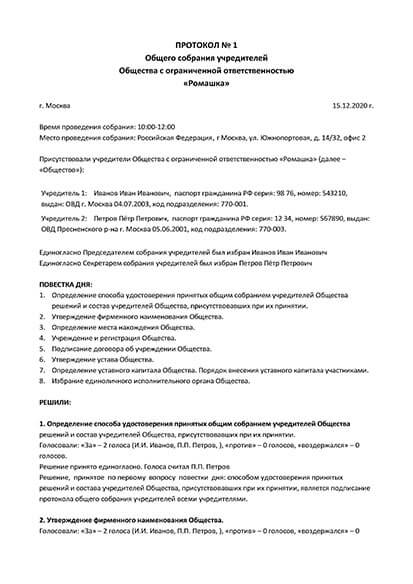 ПРОТОКОЛ № 1
Общего собрания учредителей
Общества с ограниченной ответственностью
«Ромашка»
г. Москва 15.12.2020 г.
Время проведения собрания: 10:00-12:00
Место проведения собрания: Российская Федерация, г.Москва, ул. Южнопортовая, д. 14/32, офис 2
Присутствовали учредители Общества с ограниченной ответственностью «Ромашка» (далее –
«Общество»):
Учредитель 1: Иванов Иван Иванович, паспорт гражданина РФ серия: 98 76, номер: 543210,
выдан: ОВД г. Москва 04.07.2003, код подразделения: 770-001.
Учредитель 2: Петров Пётр Петрович, паспорт гражданина РФ серия: 12 34, номер: 567890, выдан:
ОВД Пресненского р-на г. Москва 05.06.2001, код подразделения: 770-003.
Единогласно Председателем собрания учредителей был избран Иванов Иван Иванович
Единогласно Секретарем собрания учредителей был избран Петров Пётр Петрович
ПОВЕСТКА ДНЯ:
1. Определение способа удостоверения принятых общим собранием учредителей Общества
решений и состав учредителей Общества, присутствовавших при их принятии.
2. Утверждение фирменного наименования Общества.
3. Определение места нахождения Общества.
4. Учреждение и регистрация Общества.
5. Подписание договора об учреждении Общества.
6. Утверждение устава Общества.
7. Определение уставного капитала Общества. Порядок внесения уставного капитала участниками.
8. Избрание единоличного исполнительного органа Общества.
РЕШИЛИ:
1. Определение способа удостоверения принятых общим собранием учредителей Общества
решений и состав учредителей Общества, присутствовавших при их принятии.
Голосовали: «За» – 2 голоса (И.И. Иванов, П.П. Петров, ), «против» – 0 голосов, «воздержался» – 0
голосов.
Решение принято единогласно. Голоса считал П.П. Петров
Решение, принятое по первому вопросу повестки дня: способом удостоверения принятых
решений и состава учредителей Общества, присутствовавших при их принятии, является подписание
протокола общего собрания учредителей всеми учредителями.
2. Утверждение фирменного наименования Общества.
Голосовали: «За» – 2 голоса (И.И. Иванов, П.П. Петров, ), «против» – 0 голосов, «воздержался» – 0